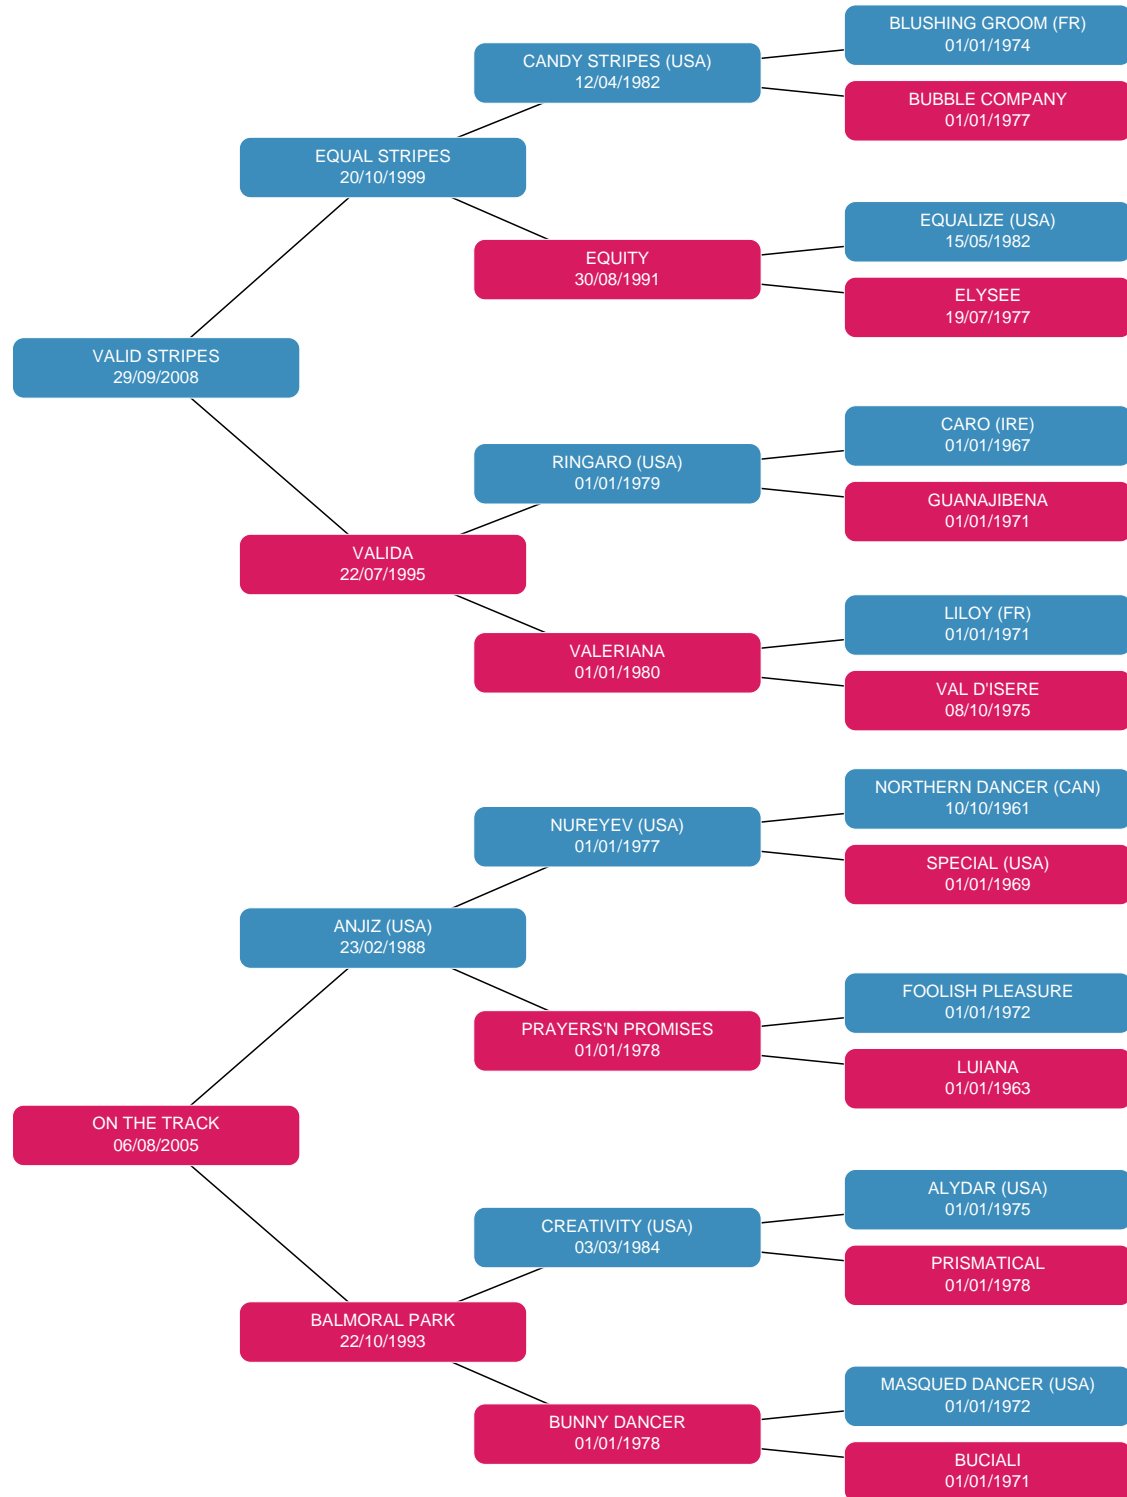 BLUSHING GROOM (FR)
01/01/1974
CANDY STRIPES (USA)
12/04/1982
BUBBLE COMPANY
01/01/1977
EQUAL STRIPES
20/10/1999
EQUALIZE (USA)
15/05/1982
EQUITY
30/08/1991
ELYSEE
19/07/1977
VALID STRIPES
29/09/2008
CARO (IRE)
01/01/1967
RINGARO (USA)
01/01/1979
GUANAJIBENA
01/01/1971
VALIDA
22/07/1995
LILOY (FR)
01/01/1971
VALERIANA
01/01/1980
VAL D'ISERE
08/10/1975
NORTHERN DANCER (CAN)
10/10/1961
NUREYEV (USA)
01/01/1977
SPECIAL (USA)
01/01/1969
ANJIZ (USA)
23/02/1988
FOOLISH PLEASURE
01/01/1972
PRAYERS'N PROMISES
01/01/1978
LUIANA
01/01/1963
ON THE TRACK
06/08/2005
ALYDAR (USA)
01/01/1975
CREATIVITY (USA)
03/03/1984
PRISMATICAL
01/01/1978
BALMORAL PARK
22/10/1993
MASQUED DANCER (USA)
01/01/1972
BUNNY DANCER
01/01/1978
BUCIALI
01/01/1971